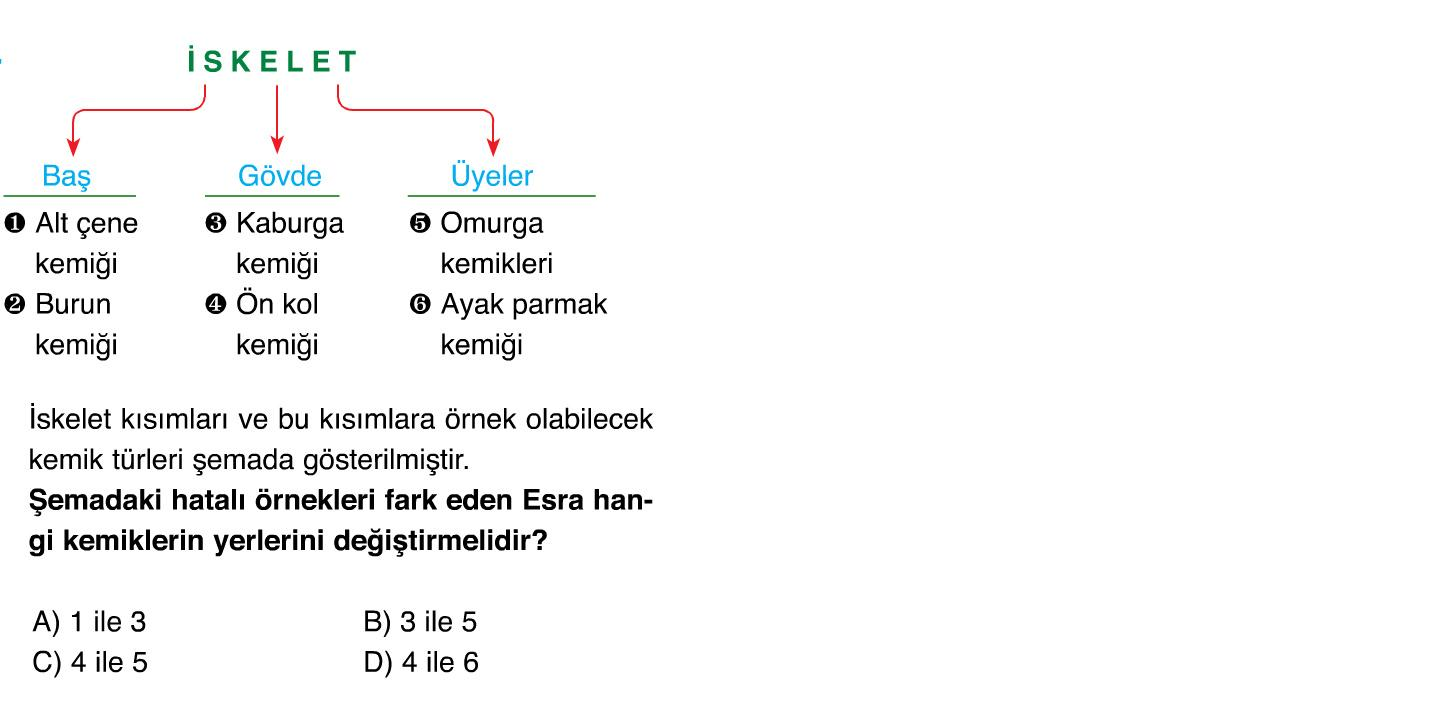 İSKELET
Baş Gövde Üyeler
❶ Alt çene ❸ Kaburga ❺ Omurga
kemiği kemiği kemikleri
❷ Burun ❹ Ön kol ❻ Ayak parmak
kemiği kemiği kemiği
İskelet kısımları ve bu kısımlara örnek olabilecek
kemik türleri şemada gösterilmiştir.
Şemadaki hatalı örnekleri fark eden Esra han-
gi kemiklerin yerlerini değiştirmelidir?
A) 1 ile 3 B) 3 ile 5
C) 4 ile 5 D) 4 ile 6